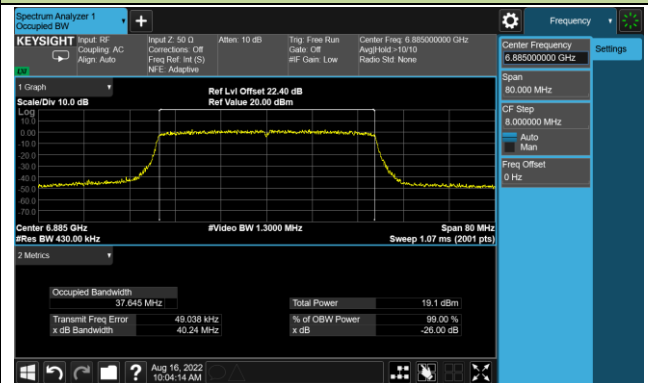 Spectrum Analyzer 1
Occupied BW
Frequency
KEYSIGHT Input: RF Input Z: 50 Ω Atten: 10 dB Trig: Free Run Center Freq: 6.885000000 GHz
Coupling: AC Corrections: Off Gate: Off Avg|Hold:>10/10
Align: Auto Freq Ref: Int (S) #IF Gain: Low Radio Std: None
NFE: Adaptive
LXI
Center Frequency
6.885000000 GHz
Settings
Span
80.000 MHz
CF Step
8.000000 MHz
Auto
Man
Freq Offset
0 Hz
1 Graph
Ref Lvl Offset 22.40 dB
Scale/Div 10.0 dB Ref Value 20.00 dBm
Log
10.0
0.00
-10.0
-20.0
-30.0
-40.0
-50.0
-60.0
-70.0
Center 6.885 GHz #Video BW 1.3000 MHz Span 80 MHz
#Res BW 430.00 kHz Sweep 1.07 ms (2001 pts)
2 Metrics
Occupied Bandwidth
37.645 MHz Total Power 19.1 dBm
Transmit Freq Error 49.038 kHz % of OBW Power 99.00 %
x dB Bandwidth 40.24 MHz x dB -26.00 dB
? Aug 16, 2022
10:04:14 AM